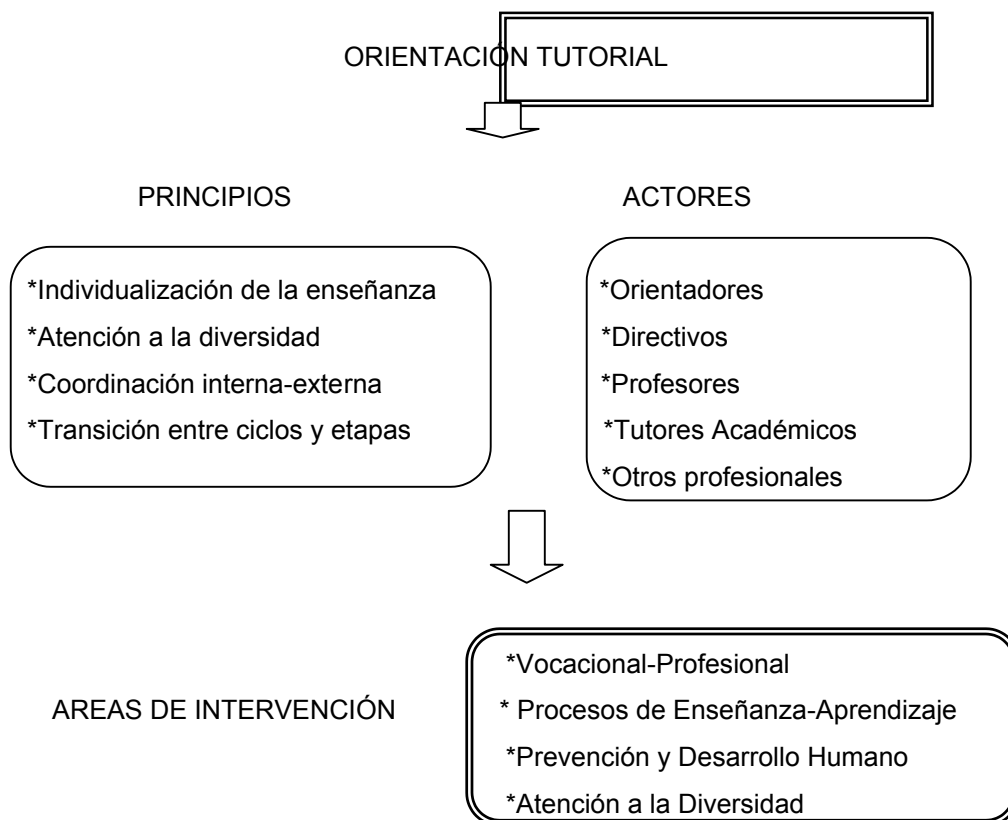 ORIENTACIÓN TUTORIAL
PRINCIPIOS
*Individualización de la enseñanza
*Atención a la diversidad
*Coordinación interna-externa
*Transición entre ciclos y etapas
ACTORES
*Orientadores
*Directivos
*Profesores
*Tutores Académicos
*Otros profesionales
AREAS DE INTERVENCIÓN
*Vocacional-Profesional
* Procesos de Enseñanza-Aprendizaje
*Prevención y Desarrollo Humano
*Atención a la Diversidad